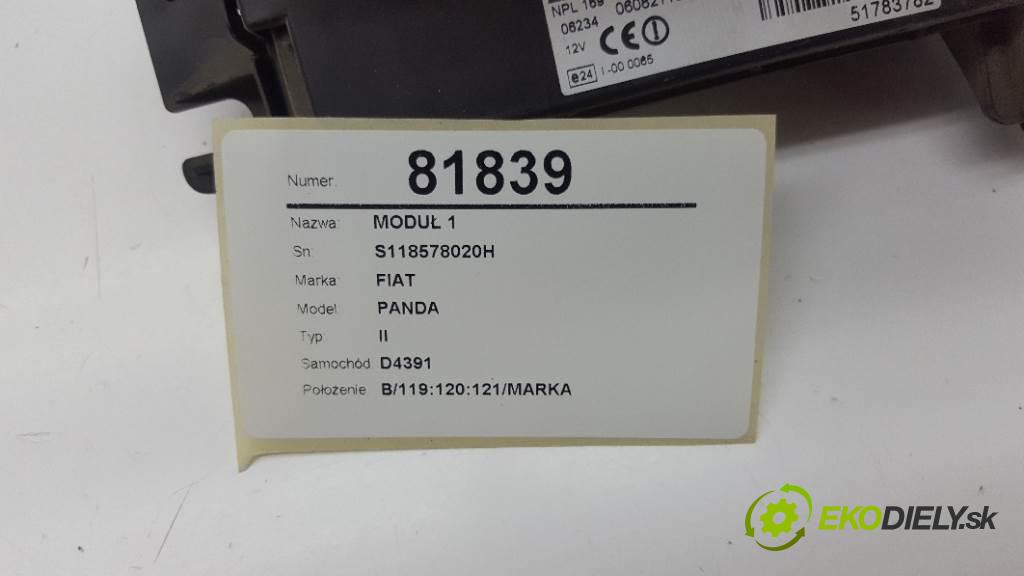 NPL 169
06234
12V CE
e24 I-00 0065
51783782
Numer. 81839
Nazwa: MODUŁ 1
Sn: S118578020H
Marka: FIAT
Model: PANDA
Typ II
Samochód: D4391
Położenie B/119:120:121/MARKA
EKODIELY.sk